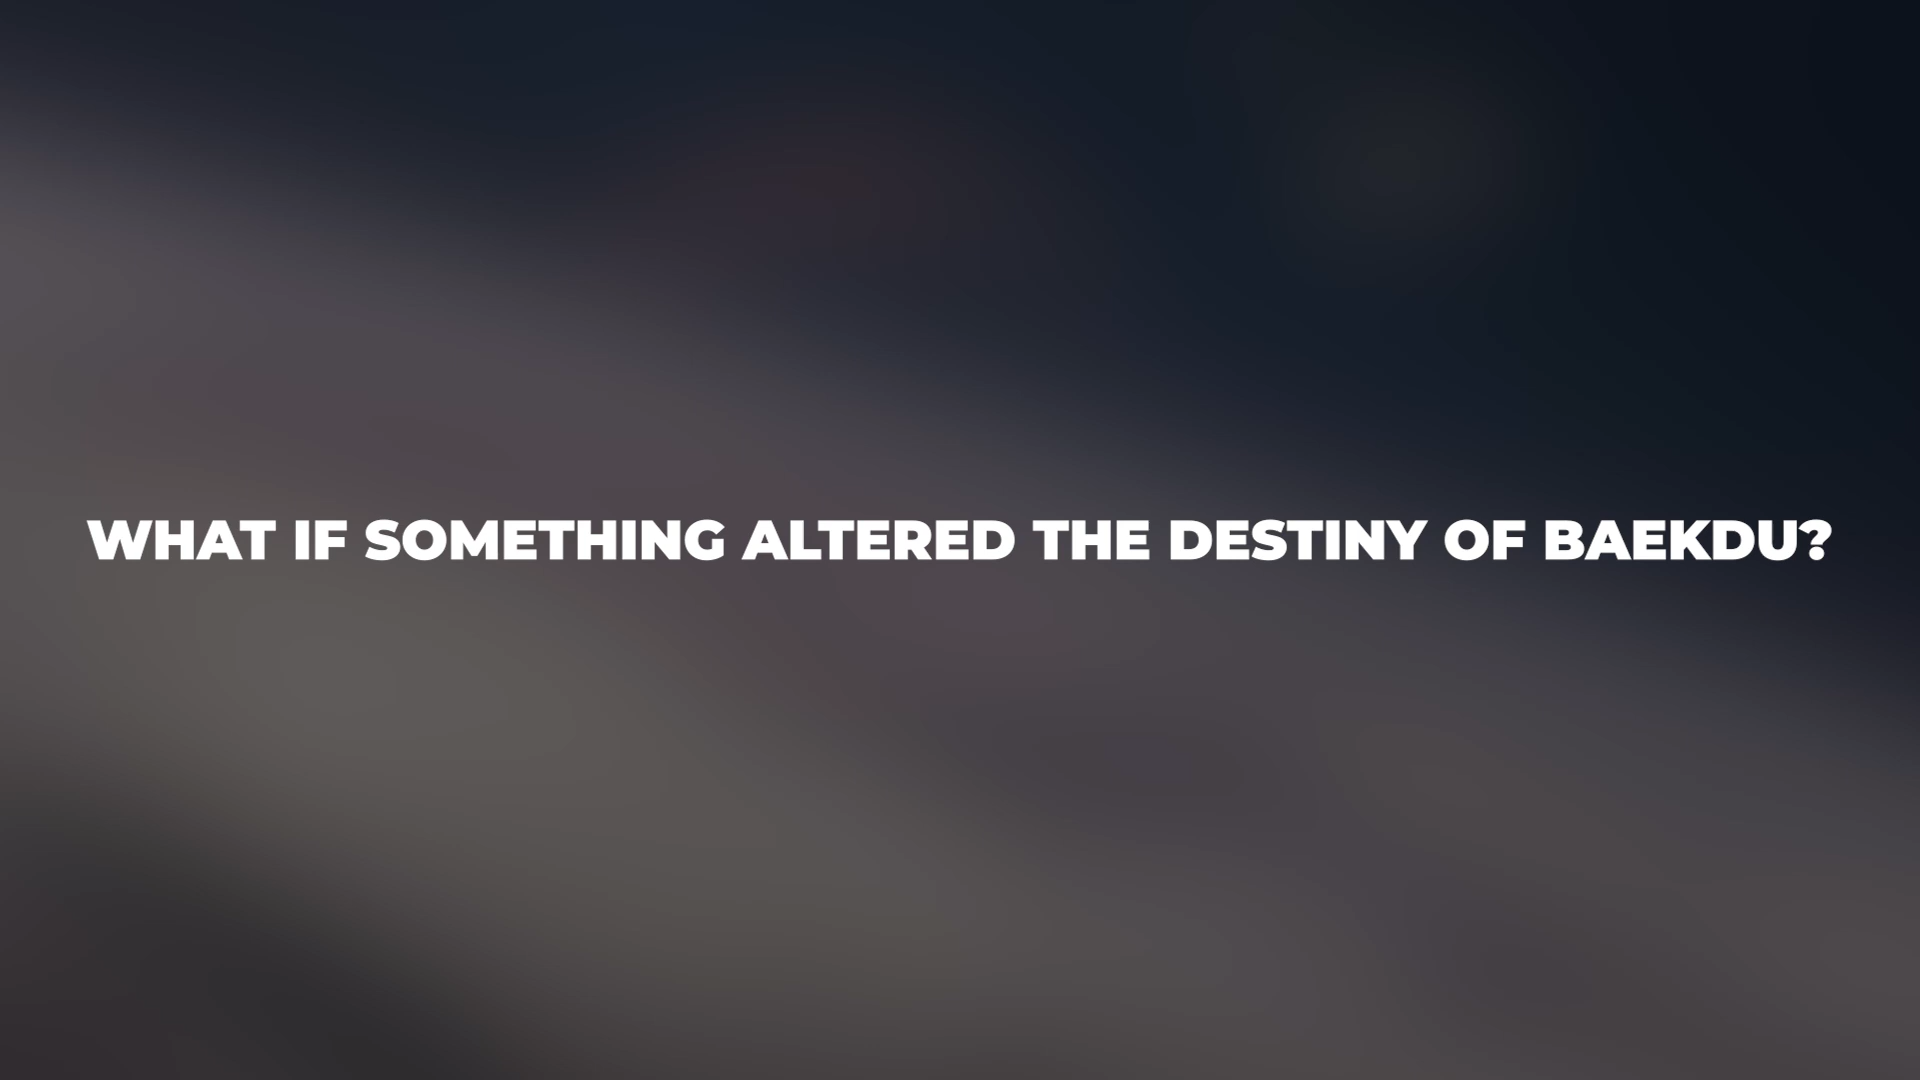 WHAT IF SOMETHING ALTERED THE DESTINY OF BAEKDU?